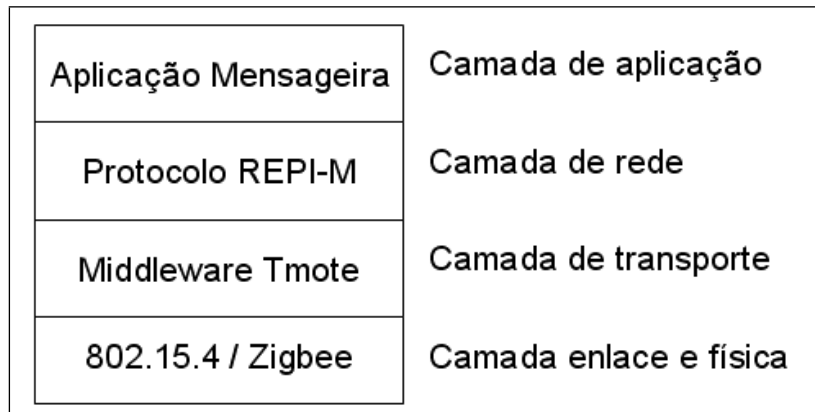 Aplicação Mensageira Camada de aplicação
Protocolo REPI-M Camada de rede
Middleware Tmote Camada de transporte
802.15.4 / Zigbee Camada enlace e física